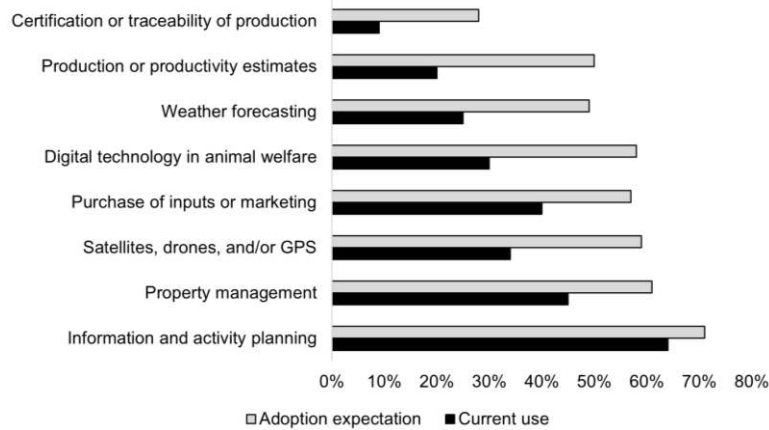 Certification or traceability of production
Production or productivity estimates
Weather forecasting
Digital technology in animal welfare
Purchase of inputs or marketing
Satellites, drones, and/or GPS
Property management
Information and activity planning
0% 10% 20% 30% 40% 50% 60% 70% 80%
Adoption expectation Current use